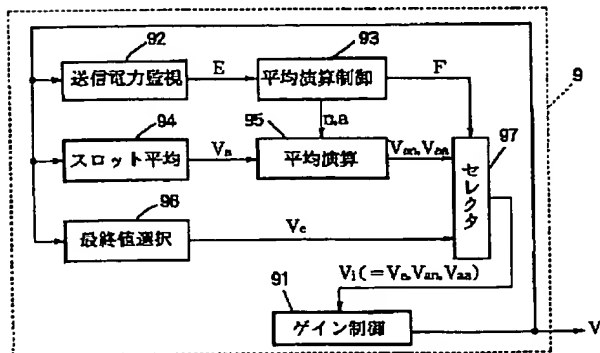 92
送信電力監視
E
93
平均演算制御
F
9
n,a
94
スロット平均
Va
95
平均演算
Van,Vaa
97
セレクタ
96
最終値選択
Ve
Vi(=Ve,Van,Vaa)
91
ゲイン制御
V